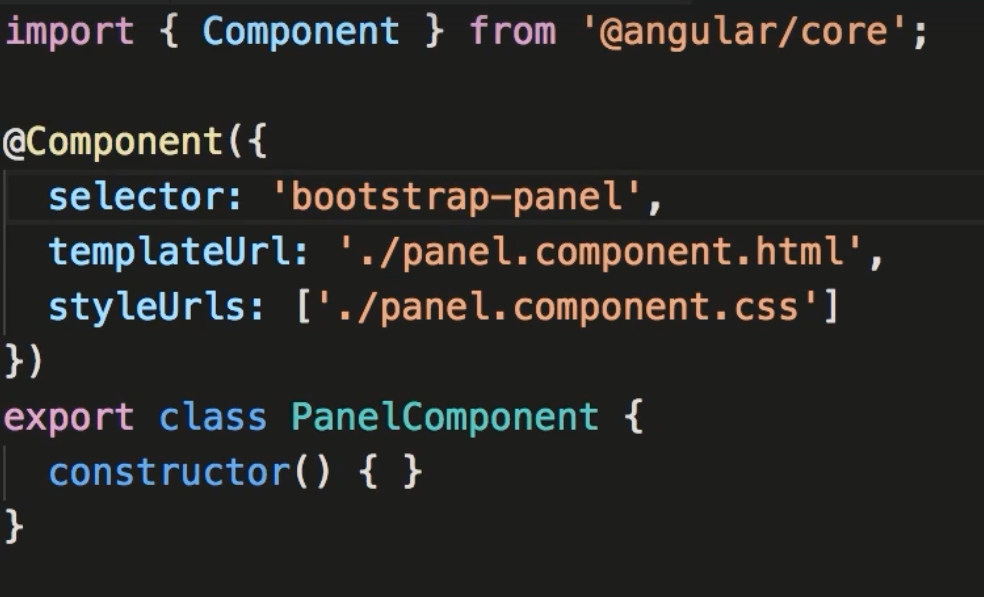 import { Component } from '@angular/core';
@Component({
  selector: 'bootstrap-panel',
  templateUrl: './panel.component.html',
  styleUrls: ['./panel.component.css']
})
export class PanelComponent {
  constructor() { }
}